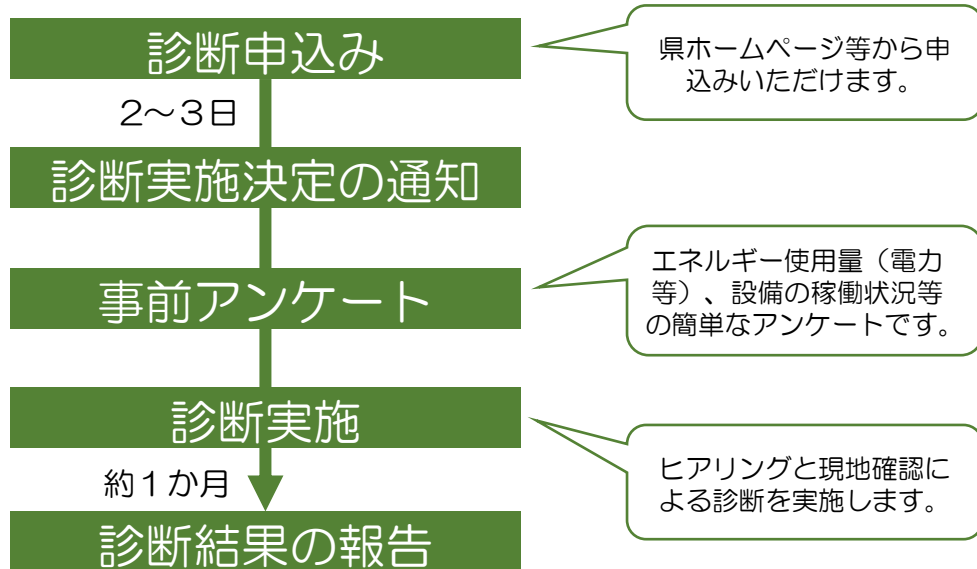 診断申込み
県ホームページ等から申
込みいただけます。
2〜3日
診断実施決定の通知
事前アンケート
エネルギー使用量（電力
等）、設備の稼働状況等
の簡単なアンケートです。
診断実施
ヒアリングと現地確認に
よる診断を実施します。
約１か月
診断結果の報告